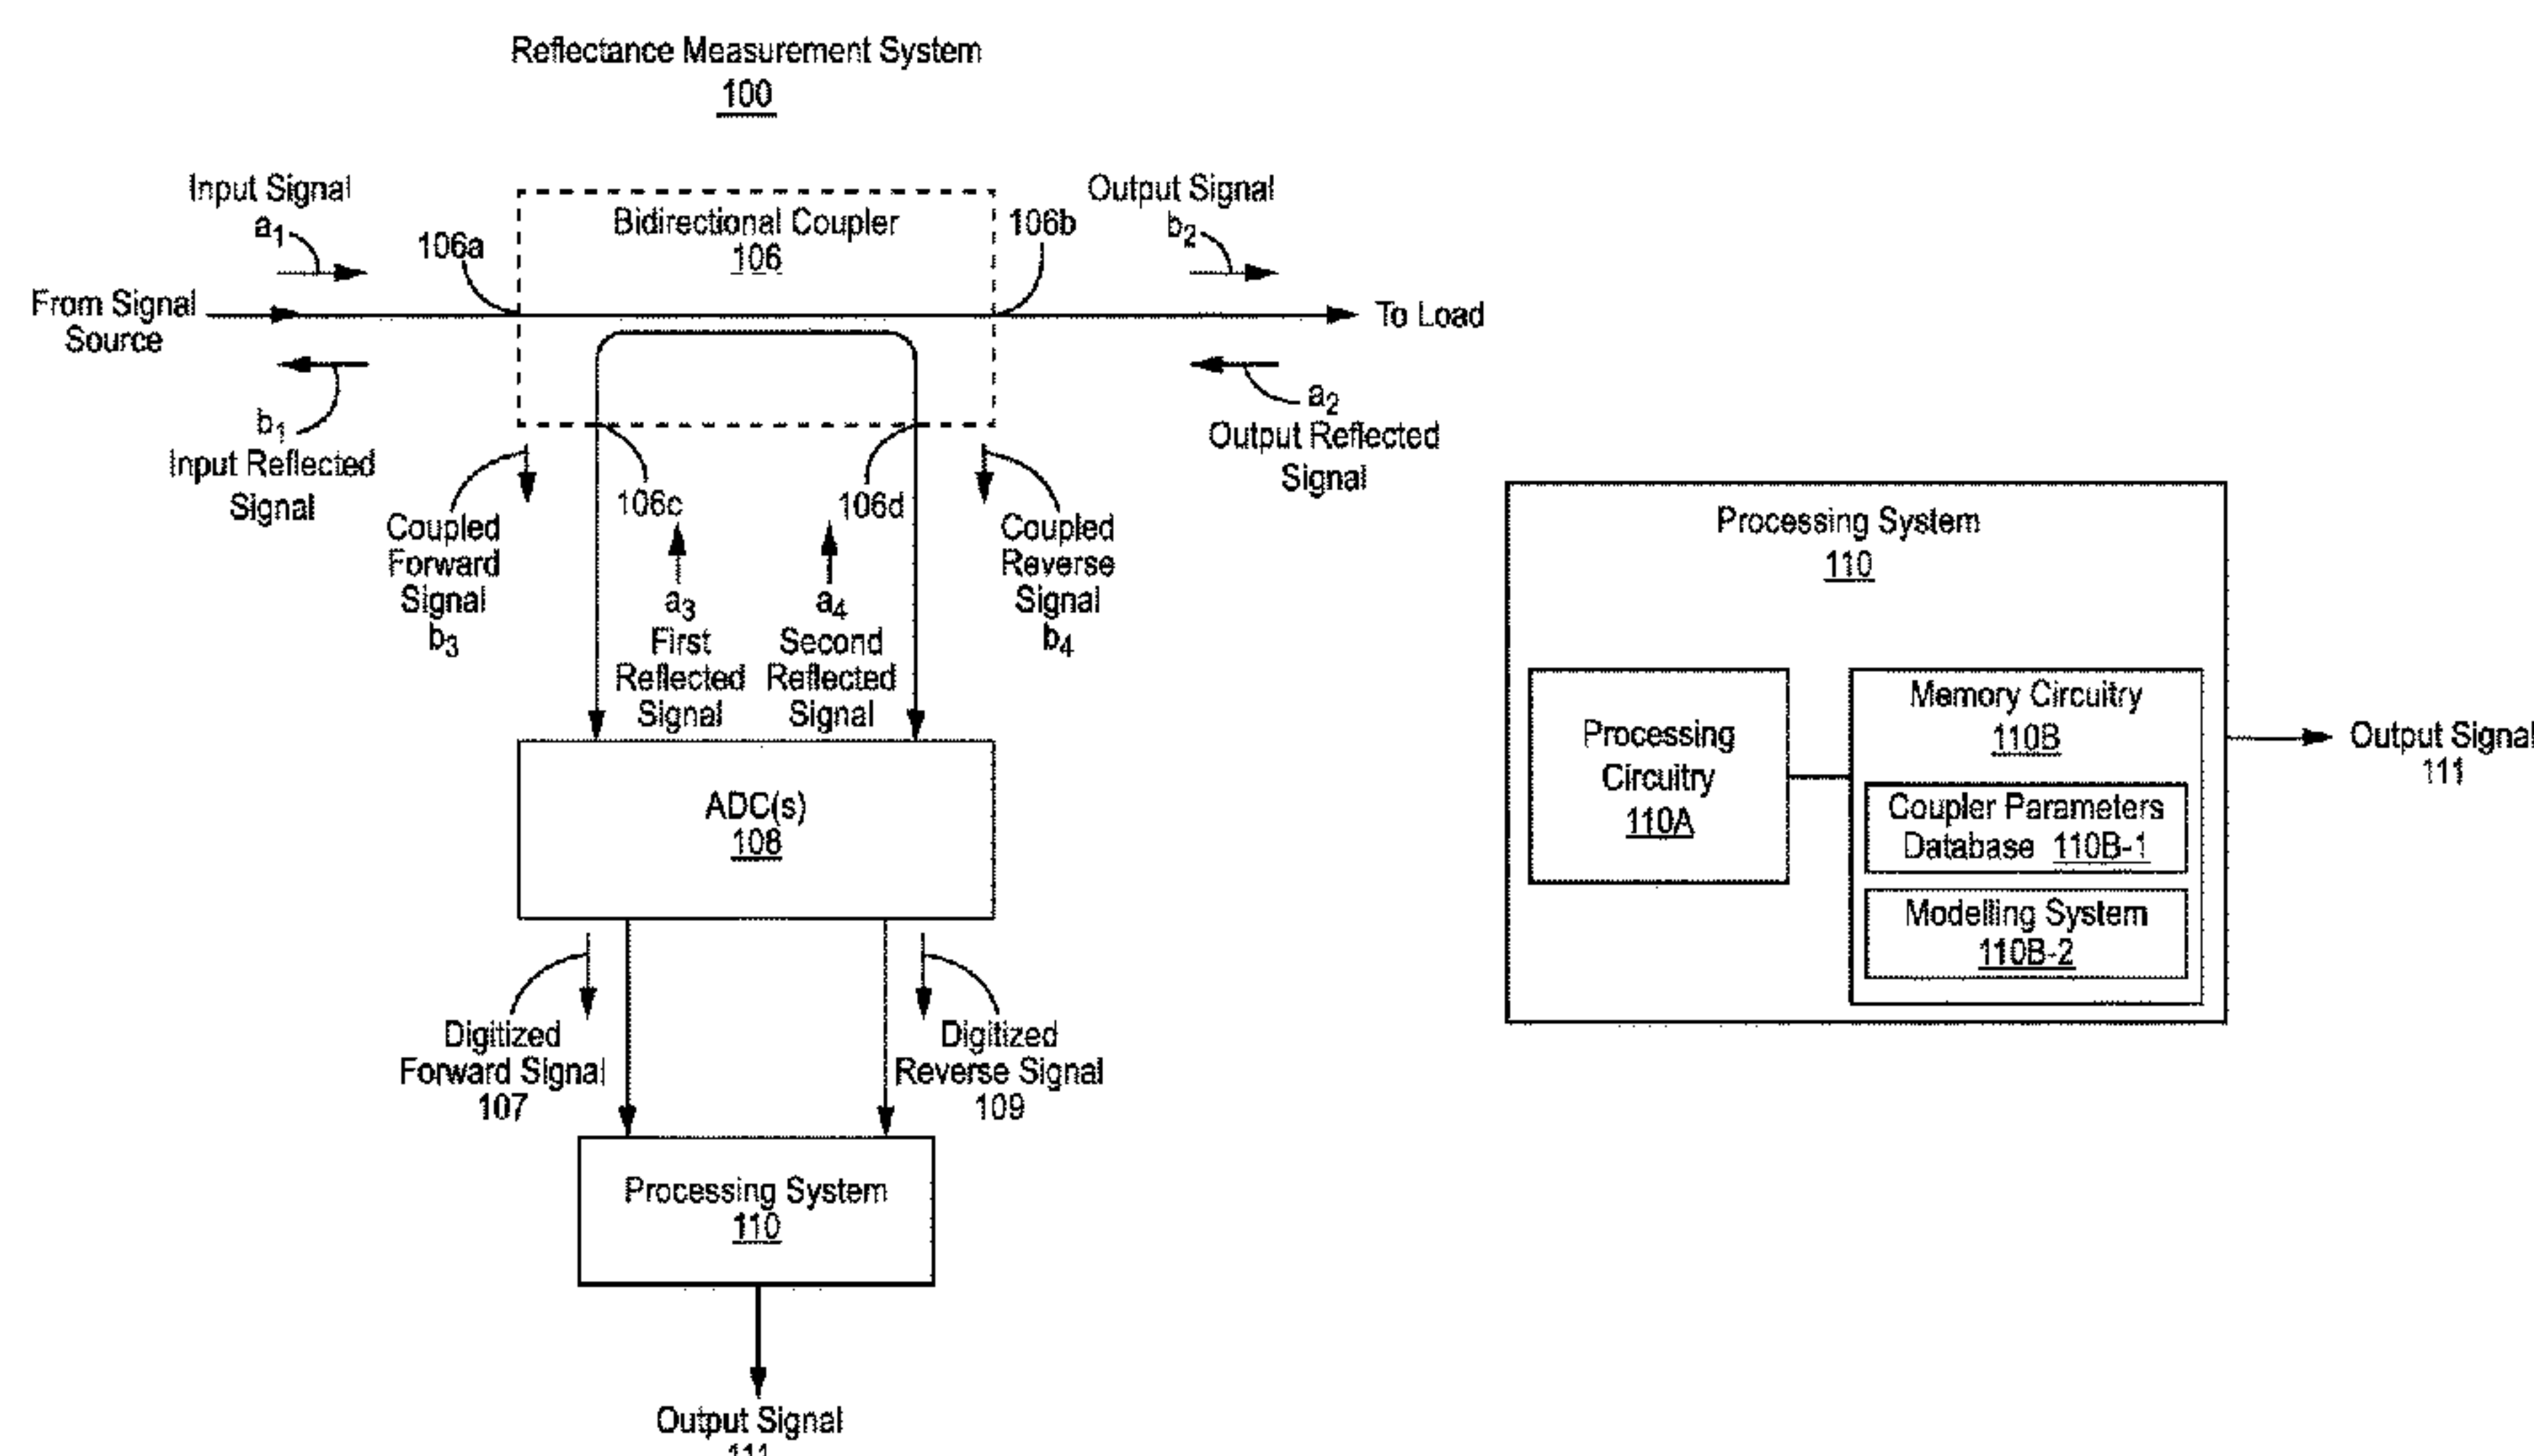 Reflectance Measurement System
100
Input Signal
a1
106a
Bidirectional Coupler
106
106b
Output Signal
b2
From Signal
Source
To Load
b1
Input Reflected
Signal
a2
Output Reflected
Signal
Coupled
Forward
Signal
b3
106c
a3
First
Reflected
Signal
106d
a4
Second
Reflected
Signal
Coupled
Reverse
Signal
b4
ADC(s)
108
Digitized
Forward Signal
107
Digitized
Reverse Signal
109
Processing System
110
Output Signal
111
Processing System
110
Processing
Circuitry
110A
Memory Circuitry
110B
Coupler Parameters
Database 110B-1
Modelling System
110B-2
Output Signal
111